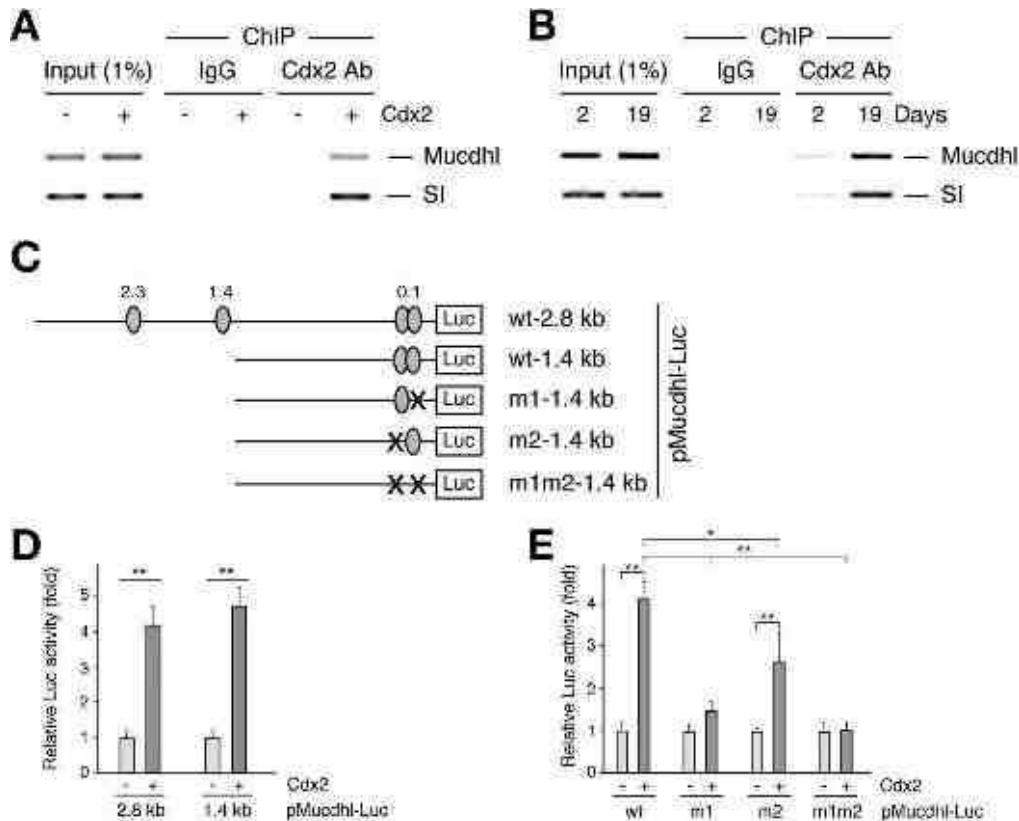 A
ChIP
Input (1%) IgG Cdx2 Ab
- + - + - + Cdx2
Mucdhl
SI
B
ChIP
Input (1%) IgG Cdx2 Ab
2 19 2 19 2 19 Days
Mucdhl
SI
C
2.3 1.4 0.1
Luc wt-2.8 kb
Luc wt-1.4 kb
Luc m1-1.4 kb
Luc m2-1.4 kb
Luc m1m2-1.4 kb
pMucdhl-Luc
D
Relative Luc activity (fold)
** **
5
4
3
2
1
0
- + - + Cdx2
2.8 kb 1.4 kb pMucdhl-Luc
E
Relative Luc activity (fold)
*
**
** **
4
3
2
1
0
- + - + - + - + Cdx2
wt m1 m2 m1m2 pMucdhl-Luc